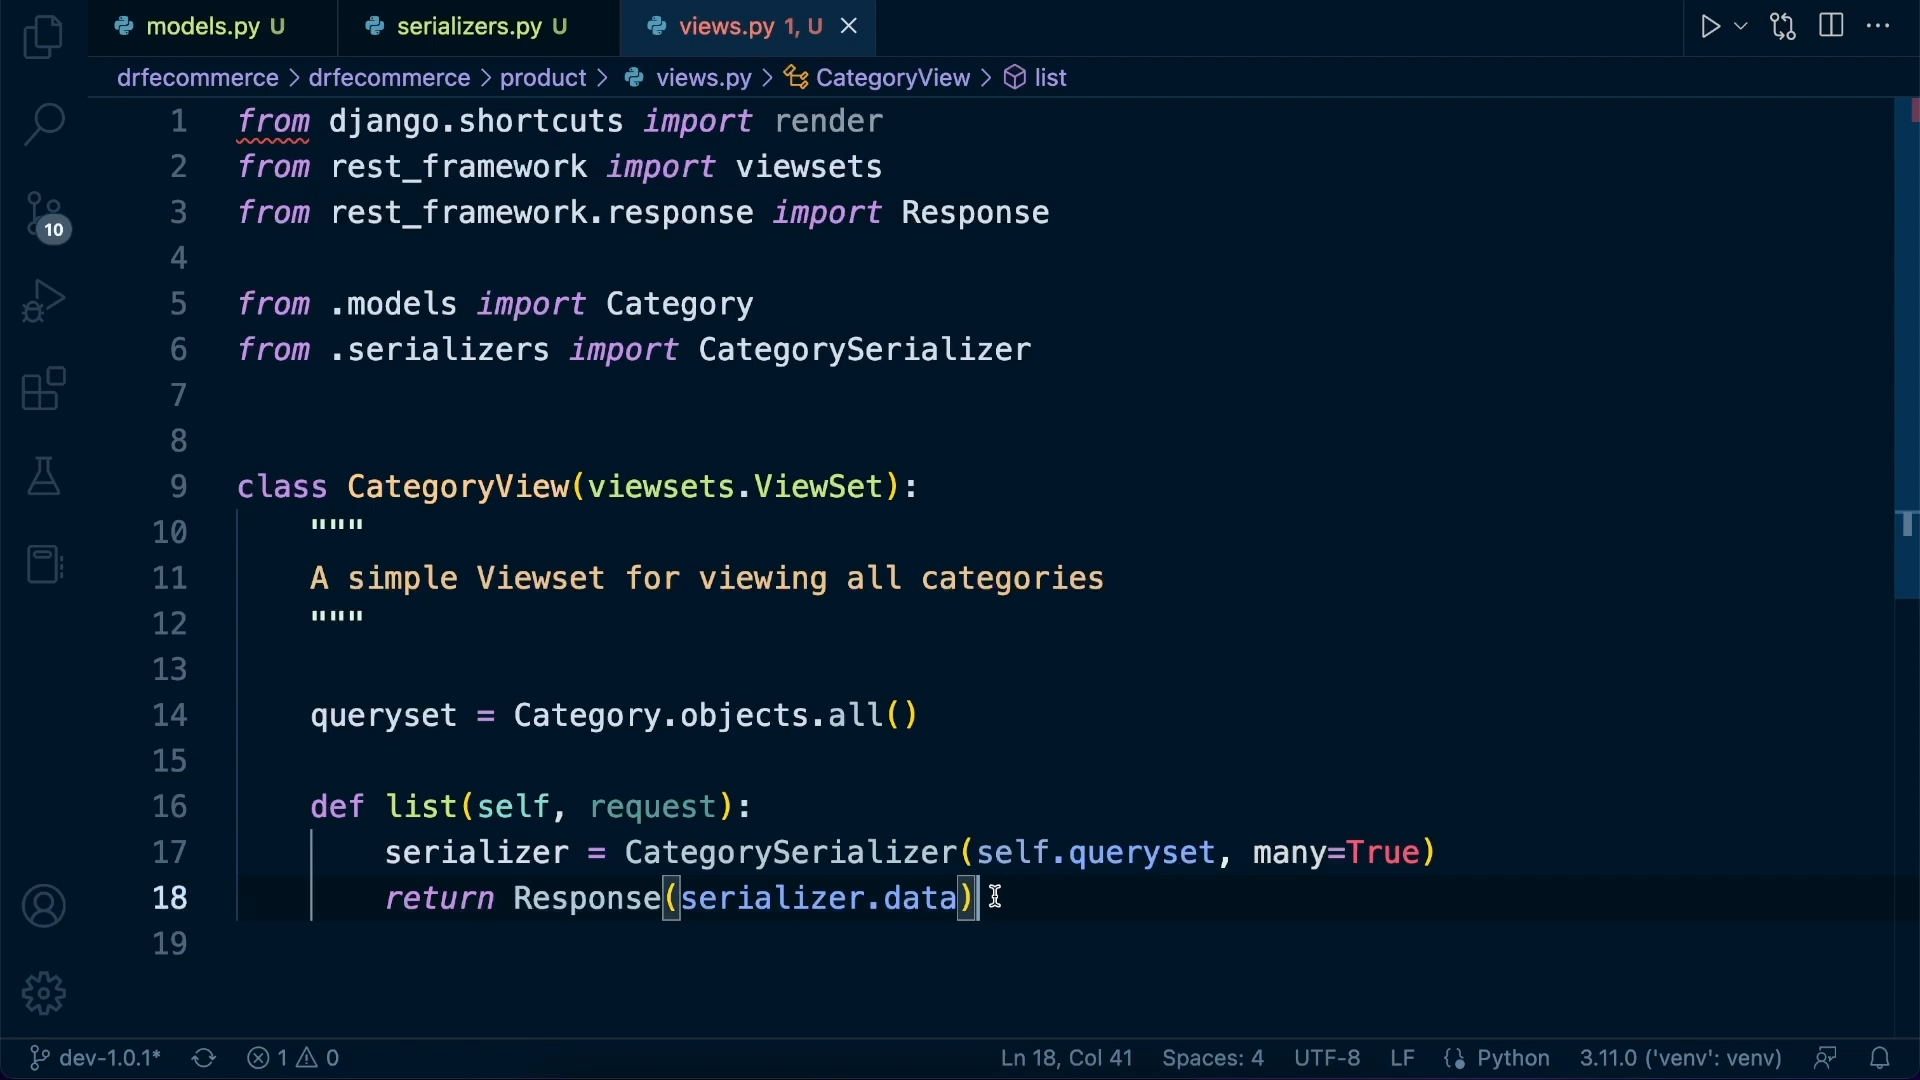 models.py U serializers.py U views.py 1, U
drfecommerce > drfecommerce > product > views.py > CategoryView > list
1 from django.shortcuts import render
2 from rest_framework import viewsets
3 from rest_framework.response import Response
4
5 from .models import Category
6 from .serializers import CategorySerializer
7
8
9 class CategoryView(viewsets.ViewSet):
10 """
11 A simple Viewset for viewing all categories
12 """
13
14 queryset = Category.objects.all()
15
16 def list(self, request):
17 serializer = CategorySerializer(self.queryset, many=True)
18 return Response(serializer.data)
19
10
dev-1.0.1* 1 0 Ln 18, Col 41 Spaces: 4 UTF-8 LF Python 3.11.0 ('venv': venv)